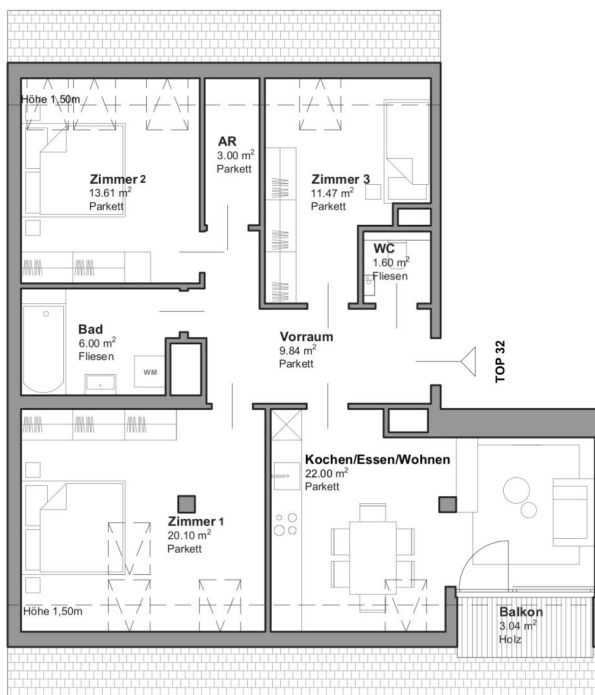 Höhe 1,50m
Zimmer 2
13.61 m²
Parkett
AR
3.00 m²
Parkett
Zimmer 3
11.47 m²
Parkett
WC
1.60 m²
Fliesen
Bad
6.00 m²
Fliesen
WM
Vorraum
9.84 m²
Parkett
TOP 32
Kochen/Essen/Wohnen
22.00 m²
Parkett
Zimmer 1
20.10 m²
Parkett
Höhe 1,50m
Balkon
3.04 m²
Holz